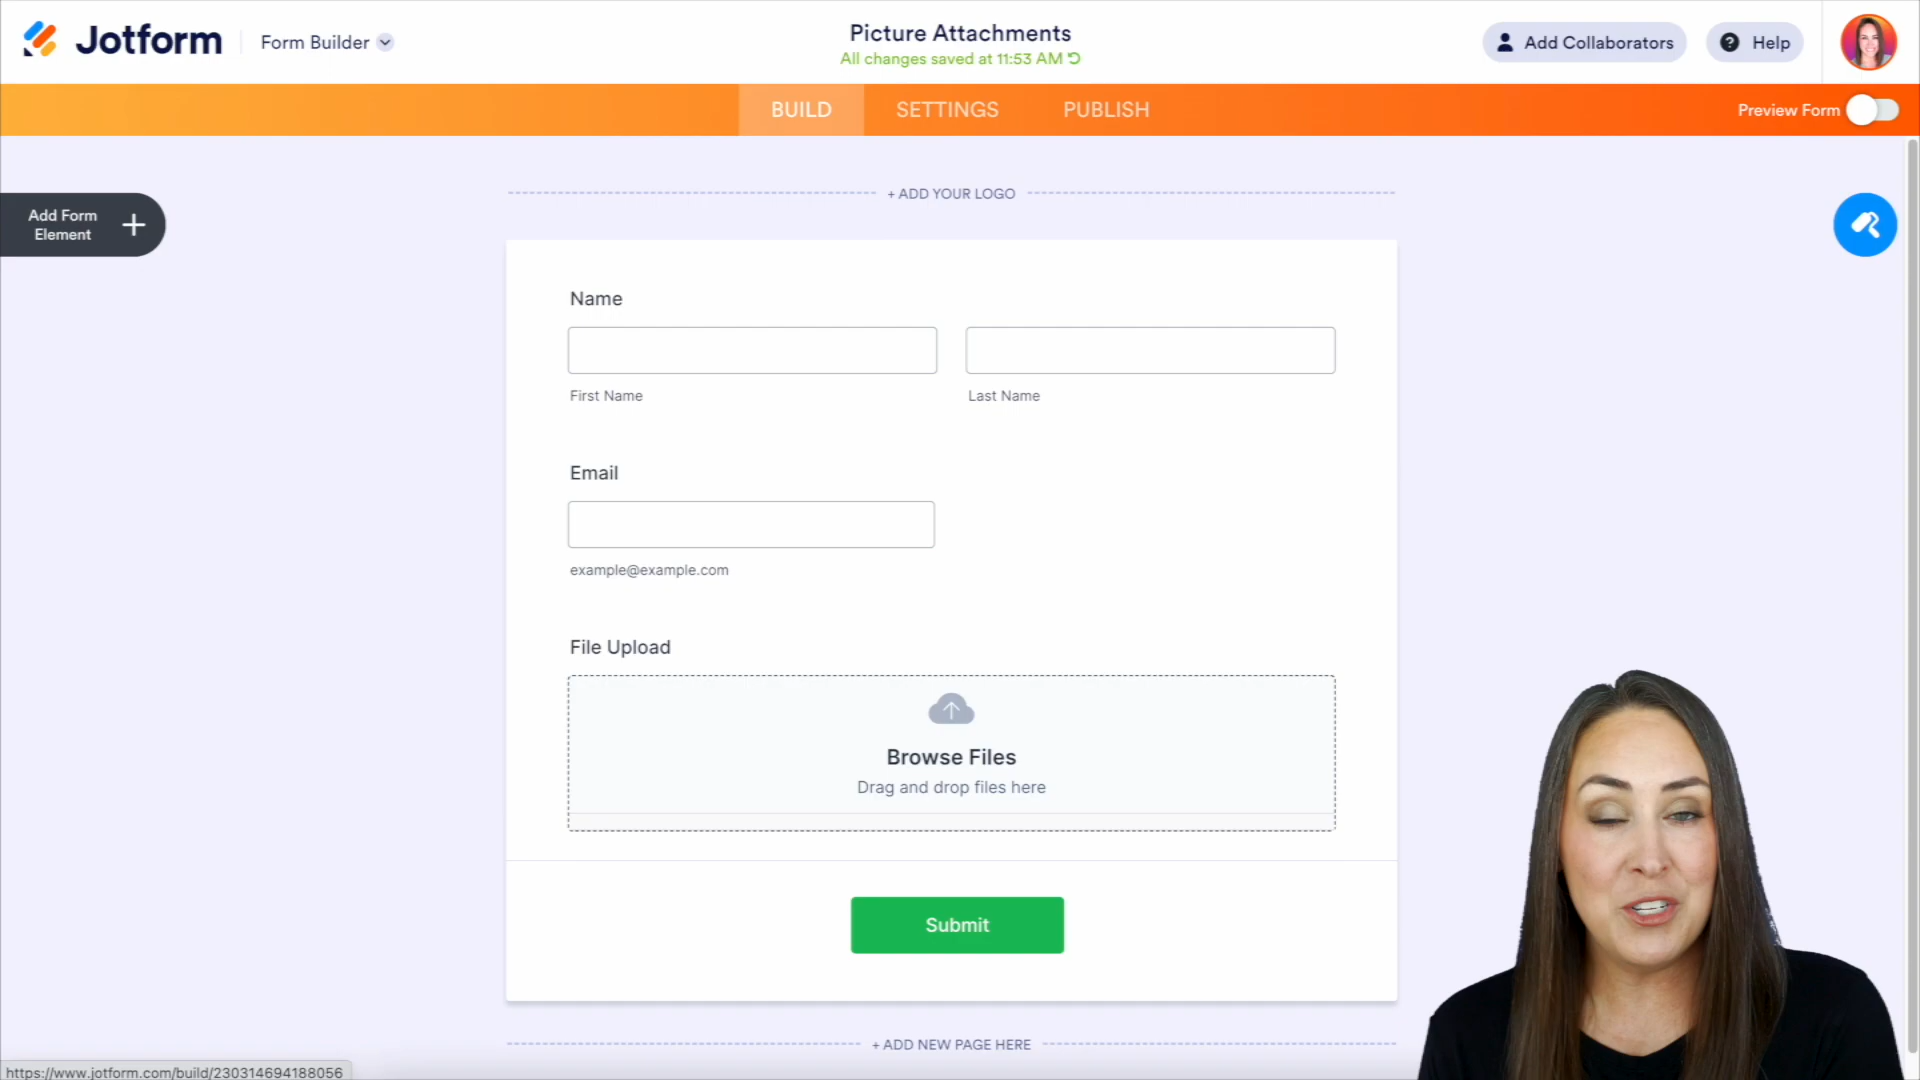 Jotform
Form Builder
Picture Attachments
All changes saved at 11:53 AM
Add Collaborators
Help
BUILD
SETTINGS
PUBLISH
Preview Form
Add Form
Element
+ ADD YOUR LOGO
Name
First Name
Last Name
Email
example@example.com
File Upload
Browse Files
Drag and drop files here
Submit
+ ADD NEW PAGE HERE
https://www.jotform.com/build/230314694188056